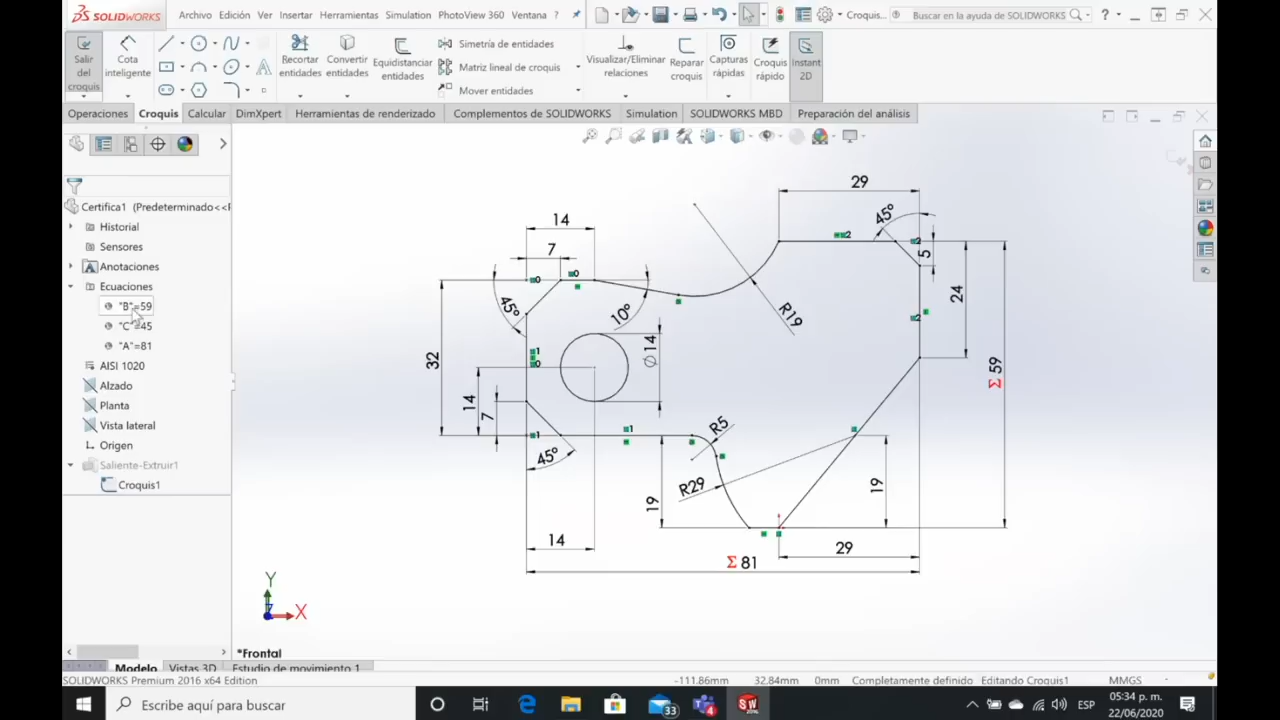 SOLIDWORKS
Archivo Edición Ver Insertar Herramientas Simulation PhotoView 360 Ventana ? Croquis... Buscar en la ayuda de SOLIDWORKS ?
Salir del croquis
Cota inteligente
Recortar entidades
Convertir entidades
Equidistanciar entidades
Simetría de entidades
Matriz lineal de croquis
Mover entidades
Visualizar/Eliminar relaciones
Reparar croquis
Capturas rápidas
Croquis rápido
Instant 2D
Operaciones Croquis Calcular DimXpert Herramientas de renderizado Complementos de SOLIDWORKS Simulation SOLIDWORKS MBD Preparación del análisis
Certifica1 (Predeterminado<<
Historial
Sensores
Anotaciones
Ecuaciones
"B"=59
"C"=45
"A"=81
AISI 1020
Alzado
Planta
Vista lateral
Origen
Saliente-Extruir1
Croquis1
29
14
45°
7
5
45°
10°
R19
24
32
Ø14
Σ 59
14
7
45°
R5
R29
19
19
14
29
Σ 81
Y
Z
X
*Frontal
Modelo Vistas 3D Estudio de movimiento 1
SOLIDWORKS Premium 2016 x64 Edition -111.86mm 32.84mm 0mm Completamente definido Editando Croquis1 MMGS
Escribe aquí para buscar 33 4 SW ESP 05:34 p. m.
22/06/2020